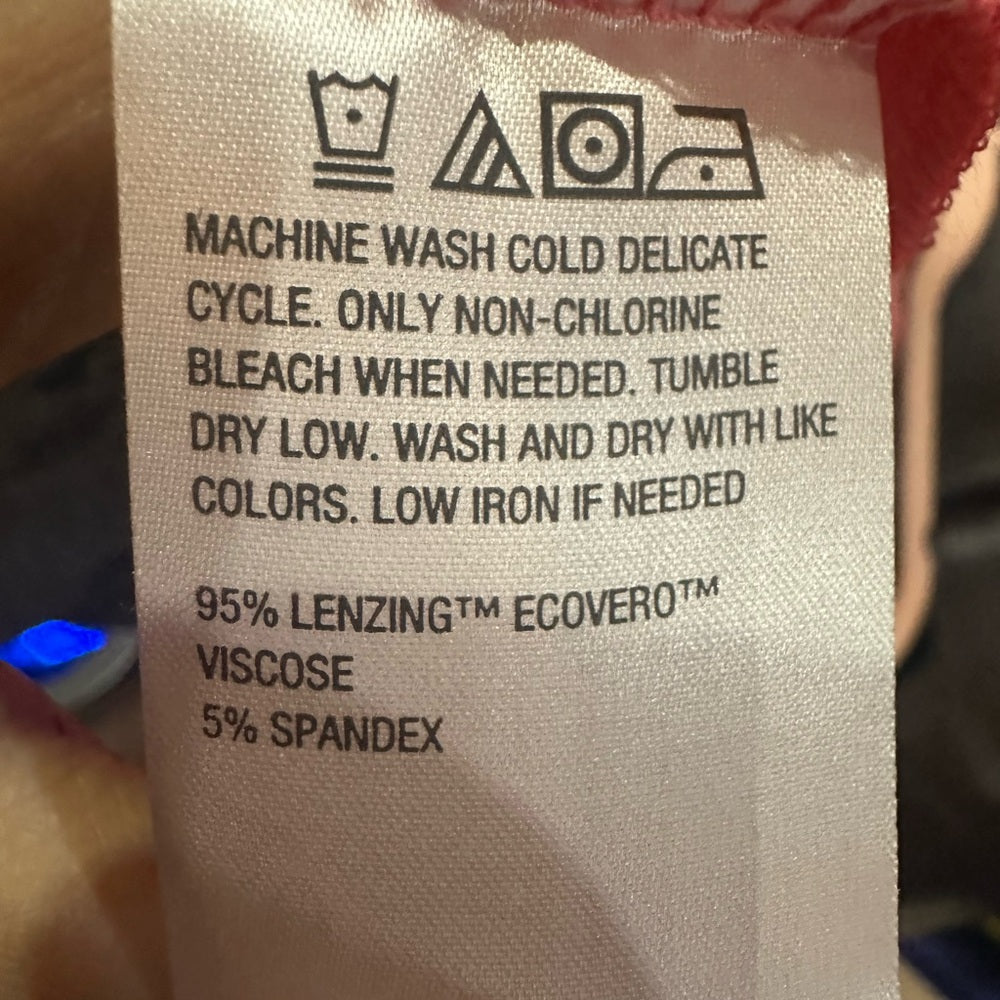 MACHINE WASH COLD DELICATE
CYCLE. ONLY NON-CHLORINE
BLEACH WHEN NEEDED. TUMBLE
DRY LOW. WASH AND DRY WITH LIKE
COLORS. LOW IRON IF NEEDED
95% LENZING™ ECOVERO™
VISCOSE
5% SPANDEX